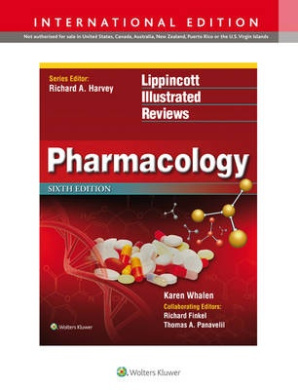 INTERNATIONAL EDITION
Not authorised for sale in United States, Canada, Australia, New Zealand, Puerto Rico or the U.S. Virgin Islands
Series Editor:
Richard A. Harvey
Lippincott
Illustrated
Reviews
Pharmacology
SIXTH EDITION
Karen Whalen
Collaborating Editors:
Richard Finkel
Thomas A. Panavelil
Wolters Kluwer
Wolters Kluwer